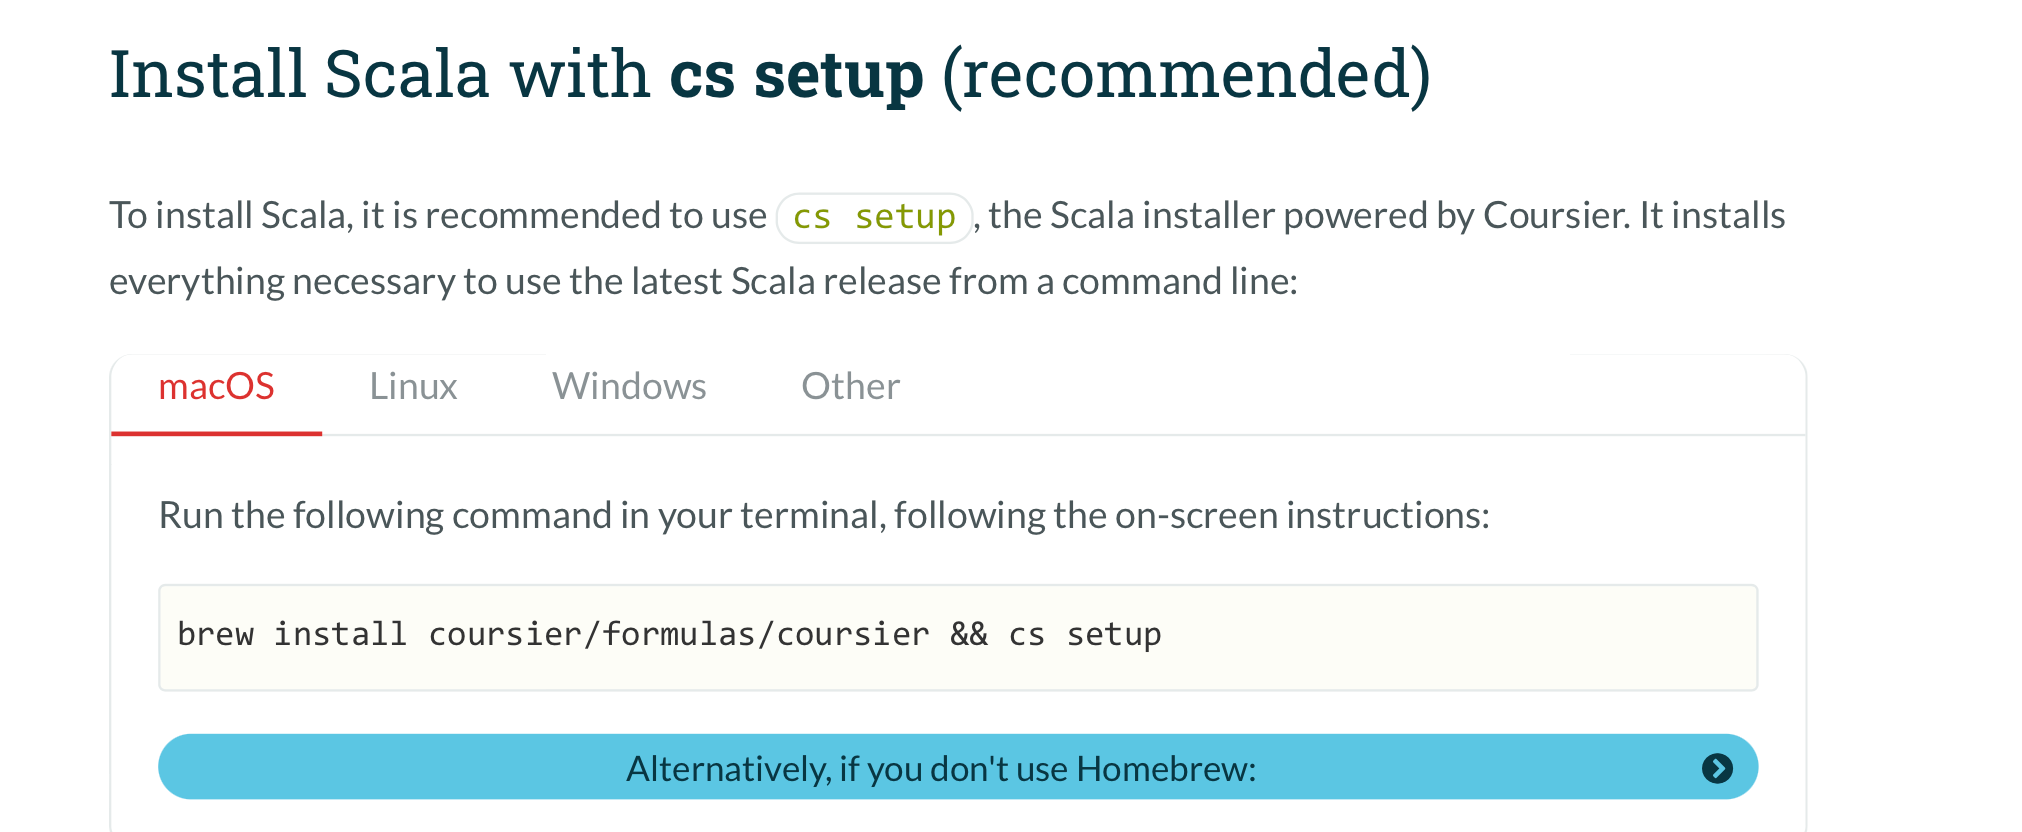 Install Scala with cs setup (recommended)
To install Scala, it is recommended to use cs setup, the Scala installer powered by Coursier. It installs
everything necessary to use the latest Scala release from a command line:
macOS Linux Windows Other
Run the following command in your terminal, following the on-screen instructions:
brew install coursier/formulas/coursier && cs setup
Alternatively, if you don't use Homebrew: